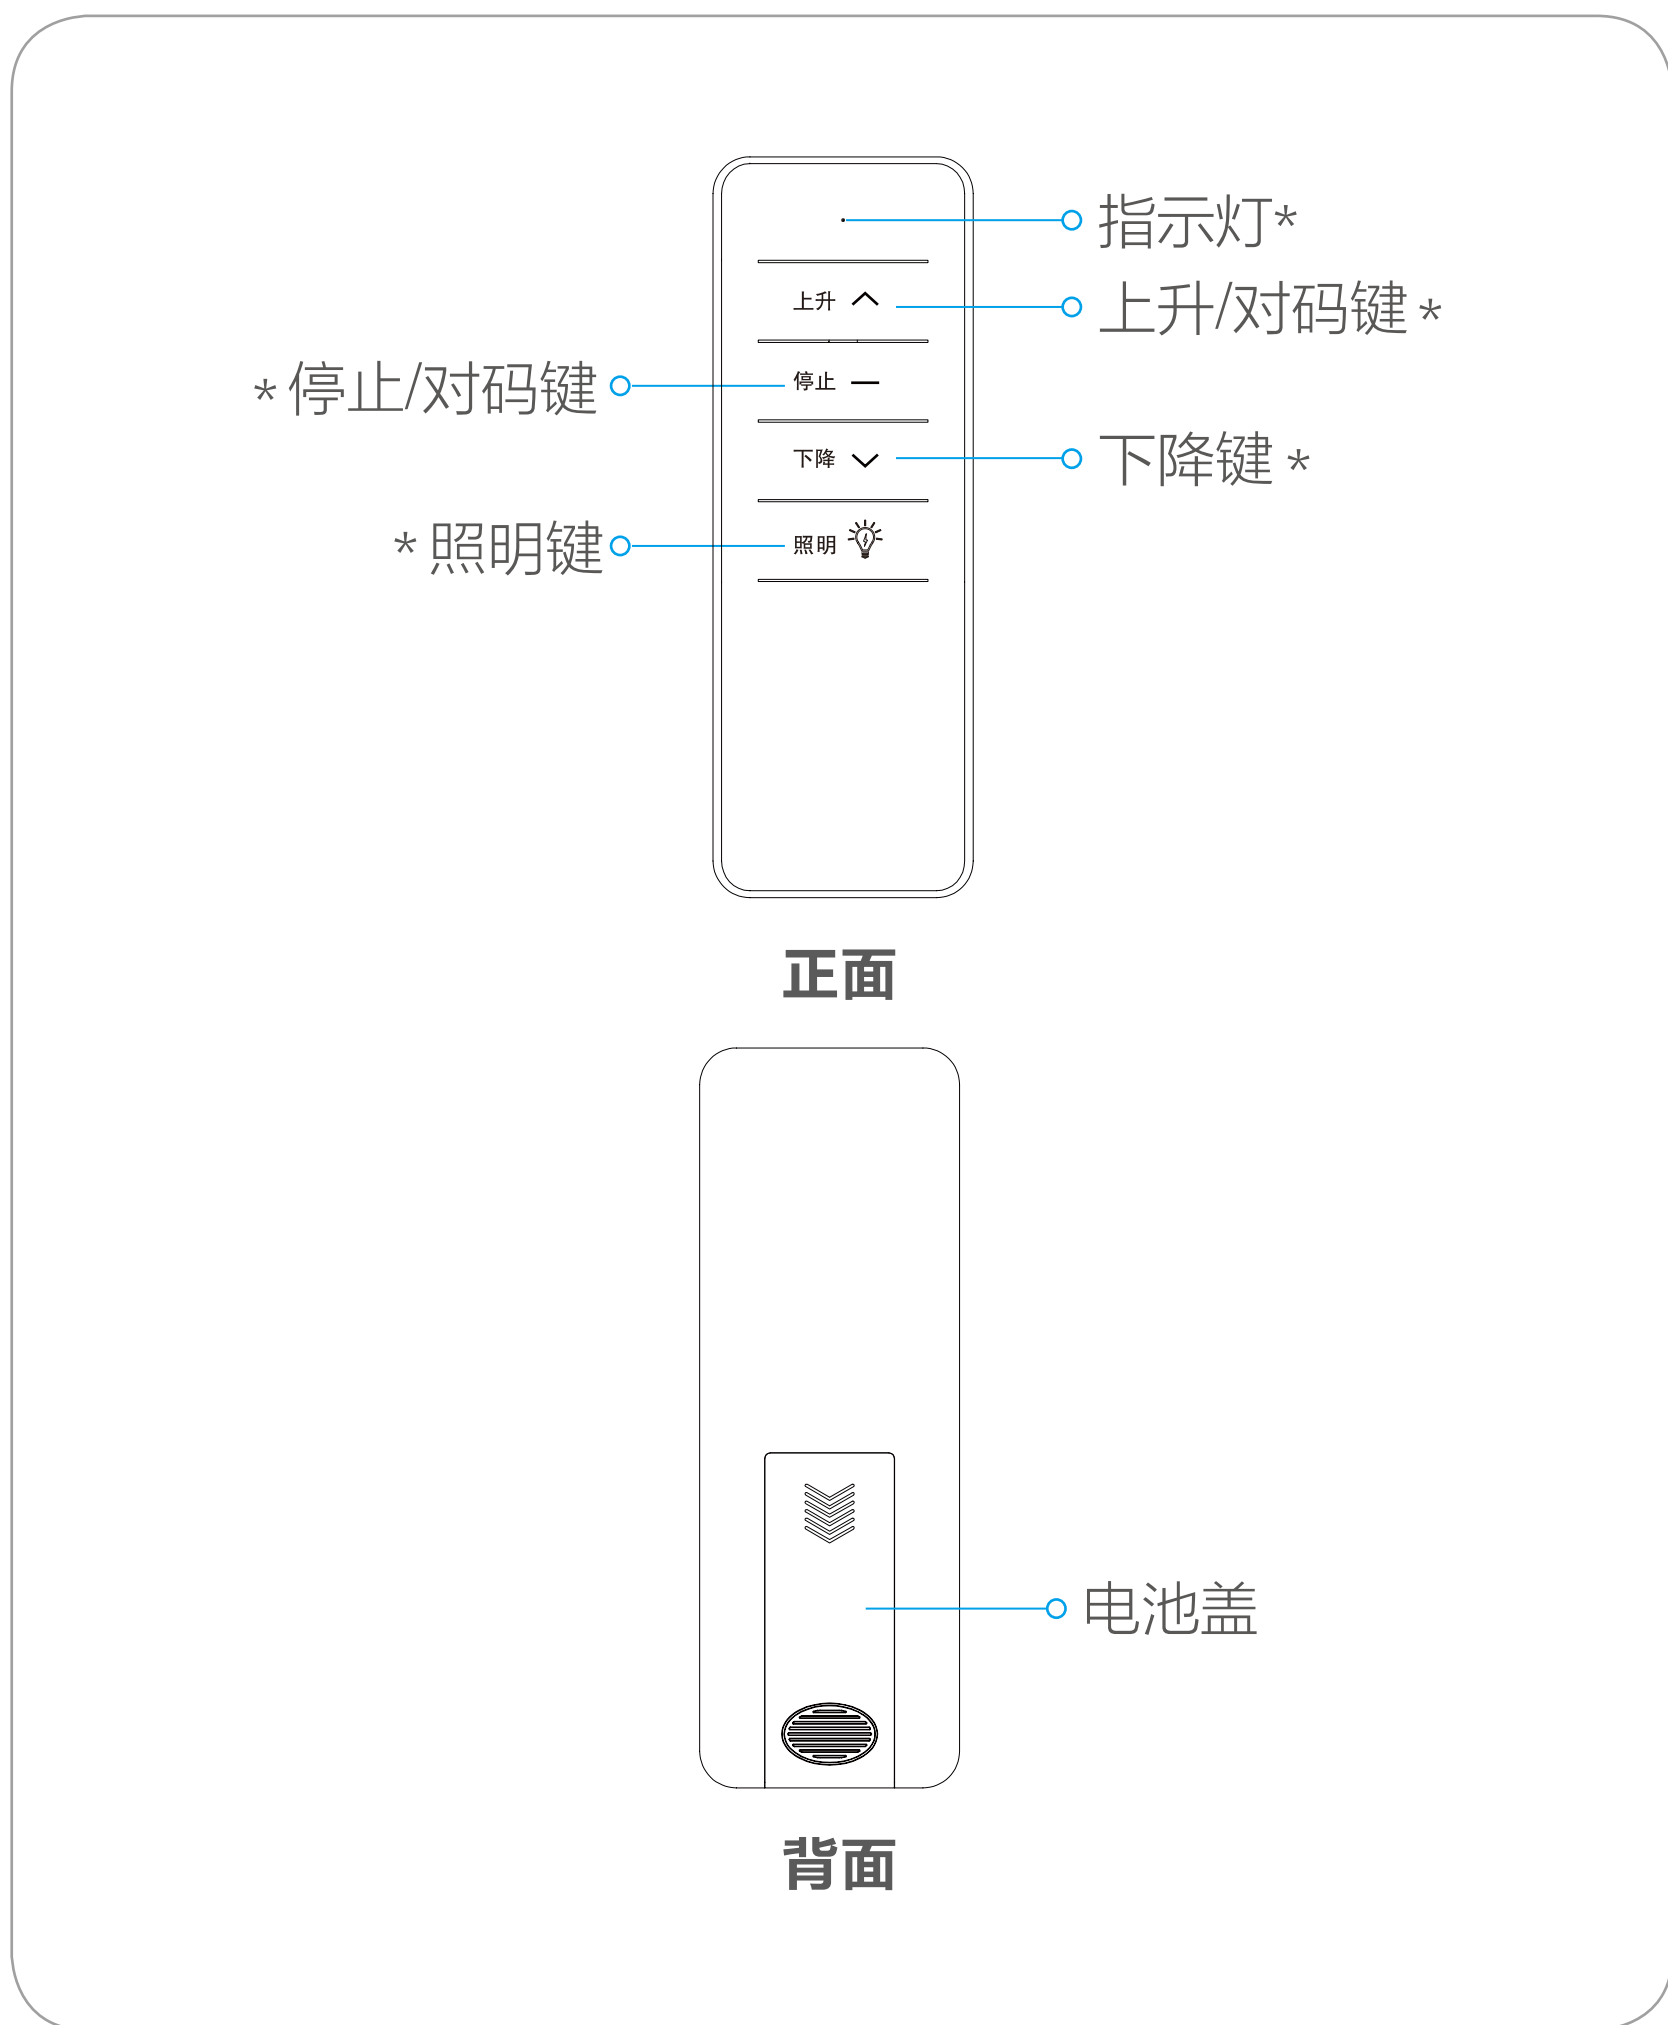 指示灯*
上升
上升/对码键*
*停止/对码键
停止
下降
下降键*
*照明键
照明
正面
电池盖
背面